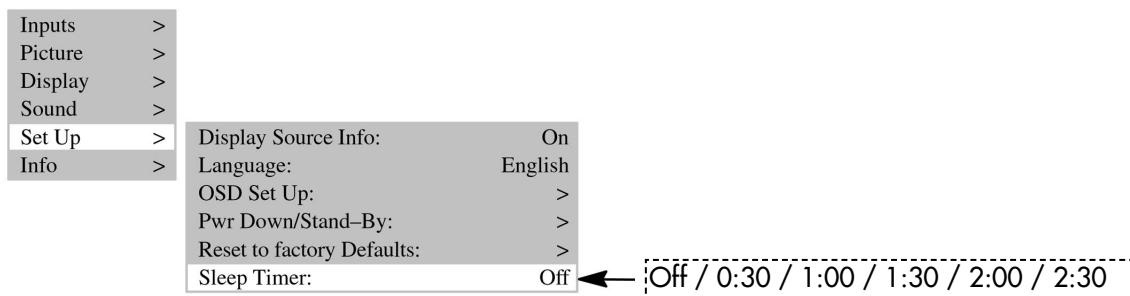 Inputs >
Picture >
Display >
Sound >
Set Up >
Info >
Display Source Info: On
Language: English
OSD Set Up: >
Pwr Down/Stand–By: >
Reset to factory Defaults: >
Sleep Timer: Off
Off / 0:30 / 1:00 / 1:30 / 2:00 / 2:30